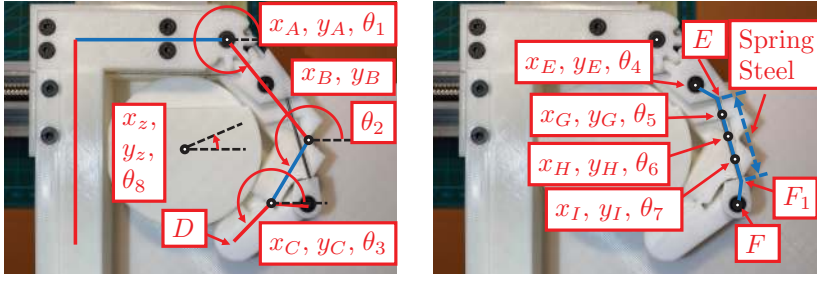 x_A, y_A, θ_1
x_B, y_B
θ_2
x_z,
y_z,
θ_8
D
x_C, y_C, θ_3
E
Spring
Steel
x_E, y_E, θ_4
x_G, y_G, θ_5
x_H, y_H, θ_6
x_I, y_I, θ_7
F_1
F